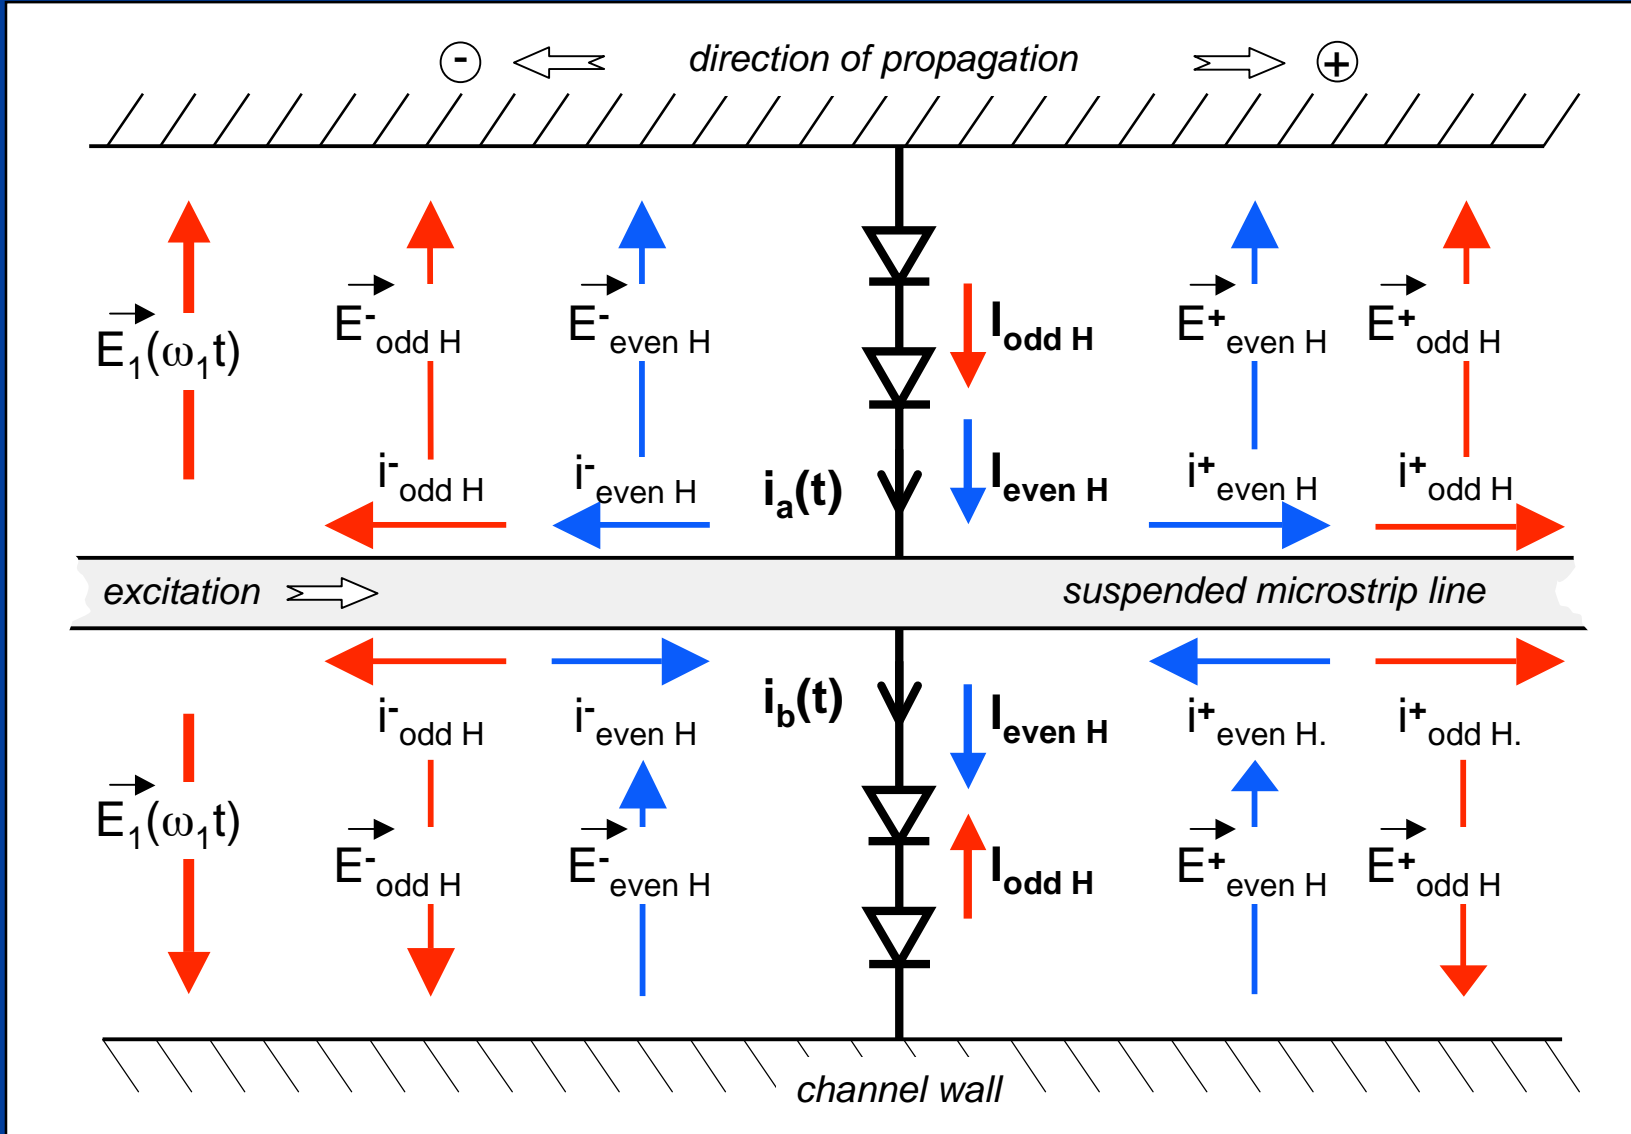 - direction of propagation +
E₁(ω₁t) E⁻odd H E⁻even H Iodd H E⁺even H E⁺odd H
i⁻odd H i⁻even H ia(t) Ieven H i⁺even H i⁺odd H
excitation suspended microstrip line
i⁻odd H i⁻even H ib(t) Ieven H i⁺even H. i⁺odd H.
E₁(ω₁t) E⁻odd H E⁻even H Iodd H E⁺even H E⁺odd H
channel wall